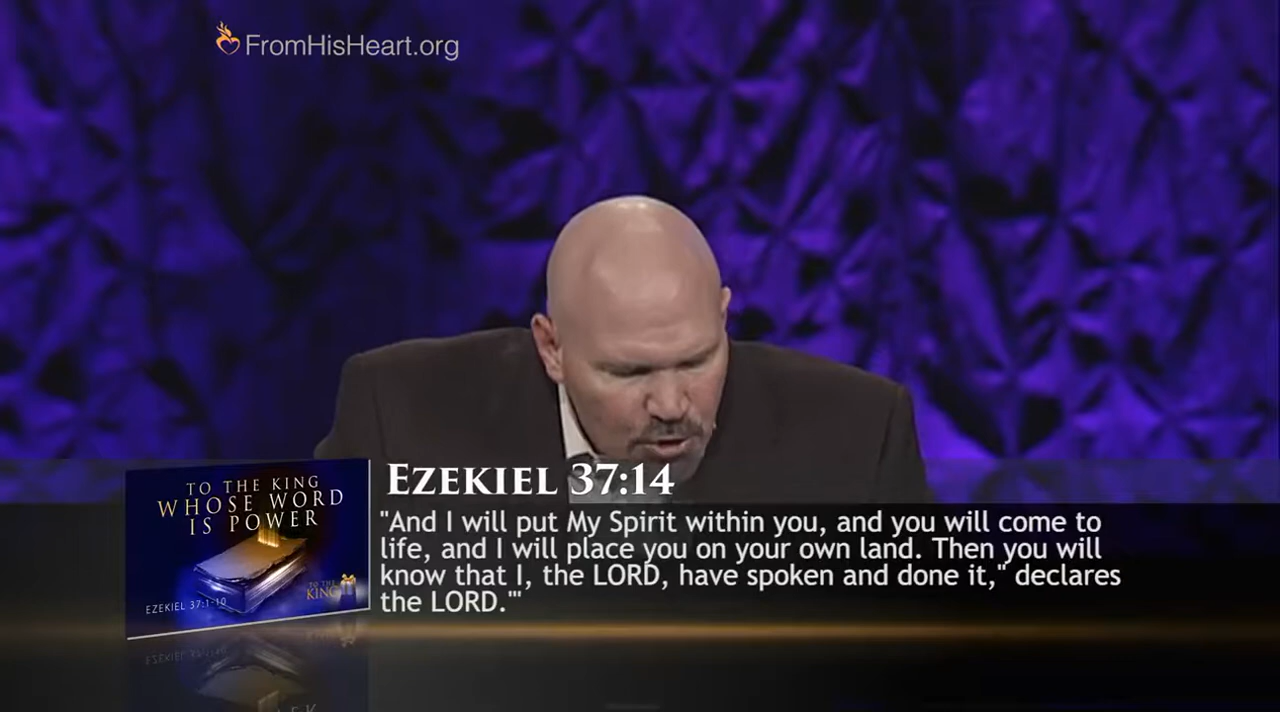 FromHisHeart.org
TO THE KING
WHOSE WORD
IS POWER
TO THE
KING
EZEKIEL 37:1-10
EZEKIEL 37:14
"And I will put My Spirit within you, and you will come to
life, and I will place you on your own land. Then you will
know that I, the LORD, have spoken and done it," declares
the LORD.'"